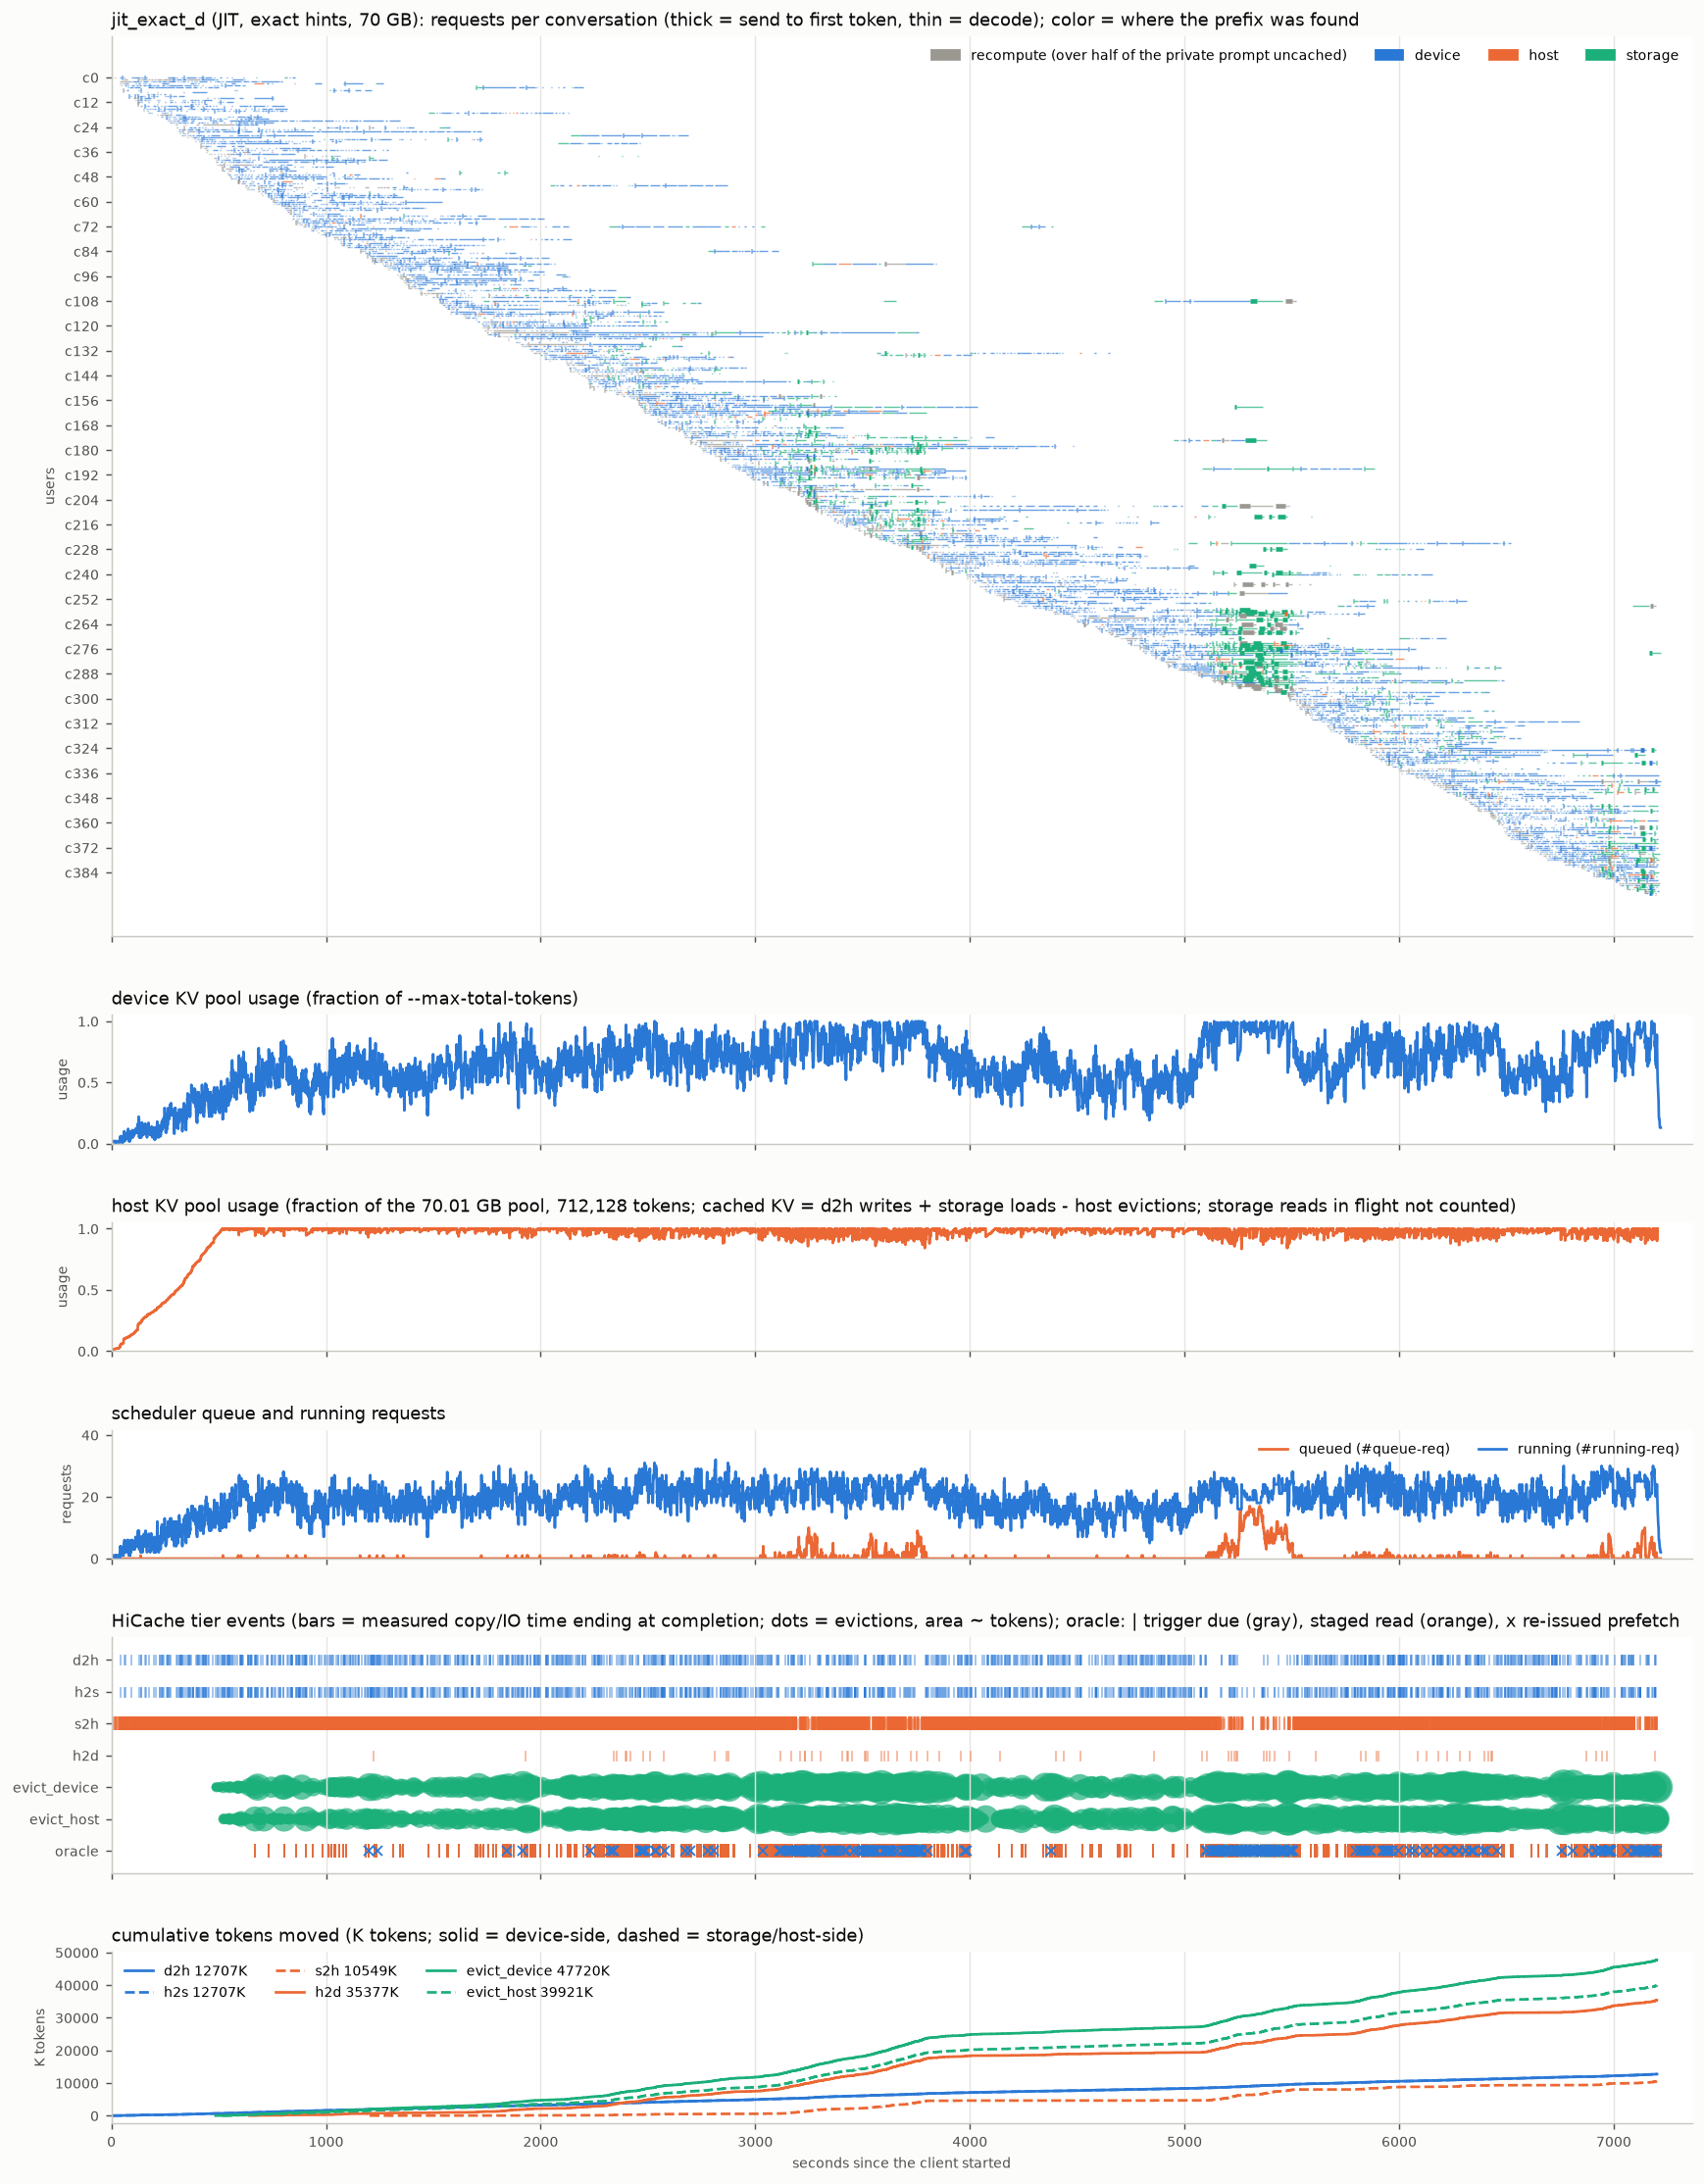 jit_exact_d (JIT, exact hints, 70 GB): requests per conversation (thick = send to first token, thin = decode); color = where the prefix was found
recompute (over half of the private prompt uncached) device host storage
c0
c12
c24
c36
c48
c60
c72
c84
c96
c108
c120
c132
c144
c156
c168
c180
c192
c204
c216
c228
c240
c252
c264
c276
c288
c300
c312
c324
c336
c348
c360
c372
c384
users
device KV pool usage (fraction of --max-total-tokens)
1.0
0.5
0.0
usage
host KV pool usage (fraction of the 70.01 GB pool, 712,128 tokens; cached KV = d2h writes + storage loads - host evictions; storage reads in flight not counted)
1.0
0.5
0.0
usage
scheduler queue and running requests
queued (#queue-req) running (#running-req)
40
20
0
requests
HiCache tier events (bars = measured copy/IO time ending at completion; dots = evictions, area ~ tokens); oracle: | trigger due (gray), staged read (orange), x re-issued prefetch
d2h
h2s
s2h
h2d
evict_device
evict_host
oracle
cumulative tokens moved (K tokens; solid = device-side, dashed = storage/host-side)
d2h 12707K s2h 10549K evict_device 47720K
h2s 12707K h2d 35377K evict_host 39921K
50000
40000
30000
20000
10000
0
K tokens
0 1000 2000 3000 4000 5000 6000 7000
seconds since the client started